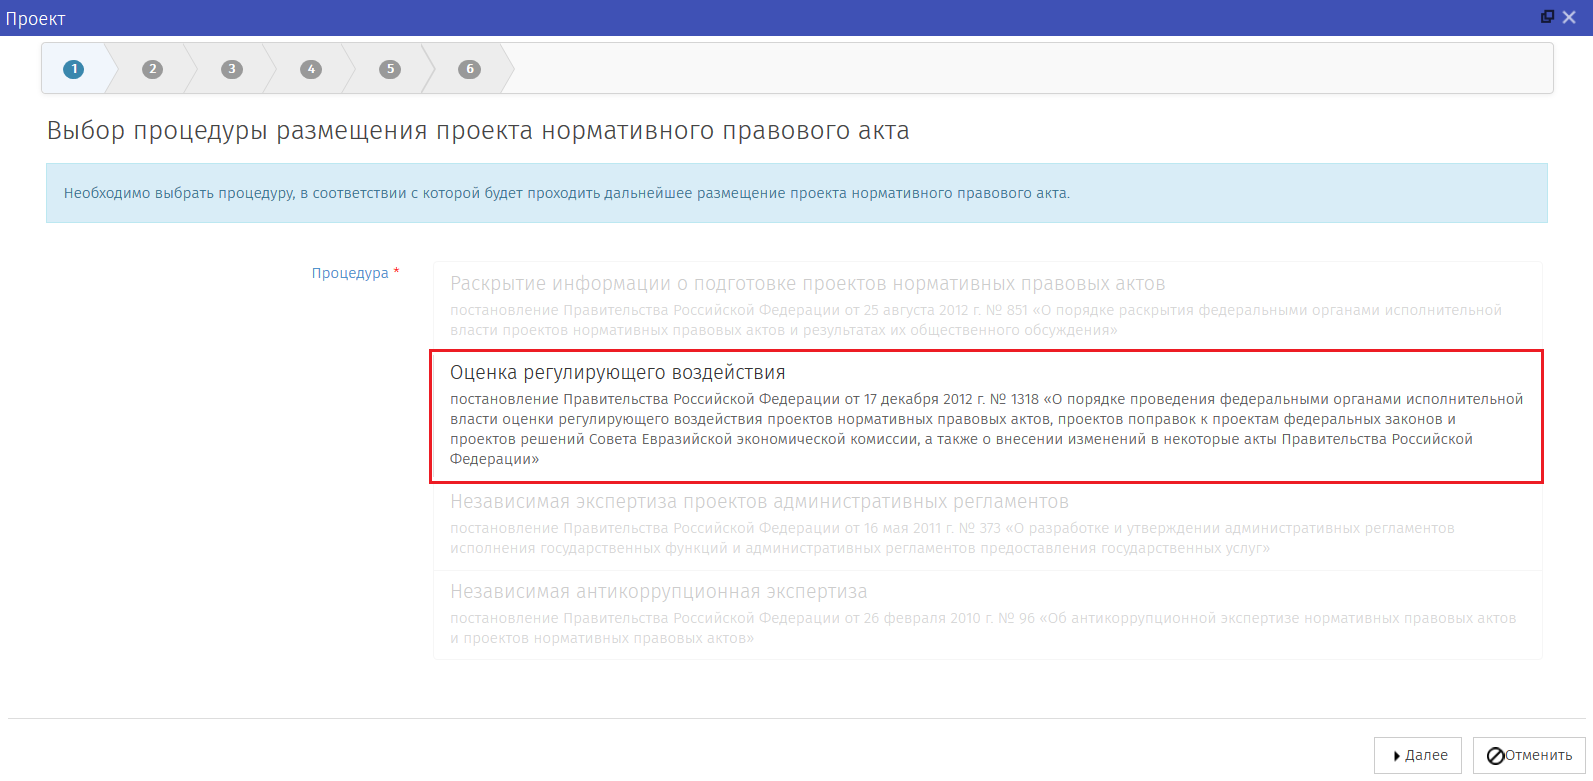 Проект
1 2 3 4 5 6
Выбор процедуры размещения проекта нормативного правового акта
Необходимо выбрать процедуру, в соответствии с которой будет проходить дальнейшее размещение проекта нормативного правового акта.
Процедура *
Раскрытие информации о подготовке проектов нормативных правовых актов
постановление Правительства Российской Федерации от 25 августа 2012 г. № 851 «О порядке раскрытия федеральными органами исполнительной
власти проектов нормативных правовых актов и результатах их общественного обсуждения»
Оценка регулирующего воздействия
постановление Правительства Российской Федерации от 17 декабря 2012 г. № 1318 «О порядке проведения федеральными органами исполнительной
власти оценки регулирующего воздействия проектов нормативных правовых актов, проектов поправок к проектам федеральных законов и
проектов решений Совета Евразийской экономической комиссии, а также о внесении изменений в некоторые акты Правительства Российской
Федерации»
Независимая экспертиза проектов административных регламентов
постановление Правительства Российской Федерации от 16 мая 2011 г. № 373 «О разработке и утверждении административных регламентов
исполнения государственных функций и административных регламентов предоставления государственных услуг»
Независимая антикоррупционная экспертиза
постановление Правительства Российской Федерации от 26 февраля 2010 г. № 96 «Об антикоррупционной экспертизе нормативных правовых актов
и проектов нормативных правовых актов»
Далее
Отменить